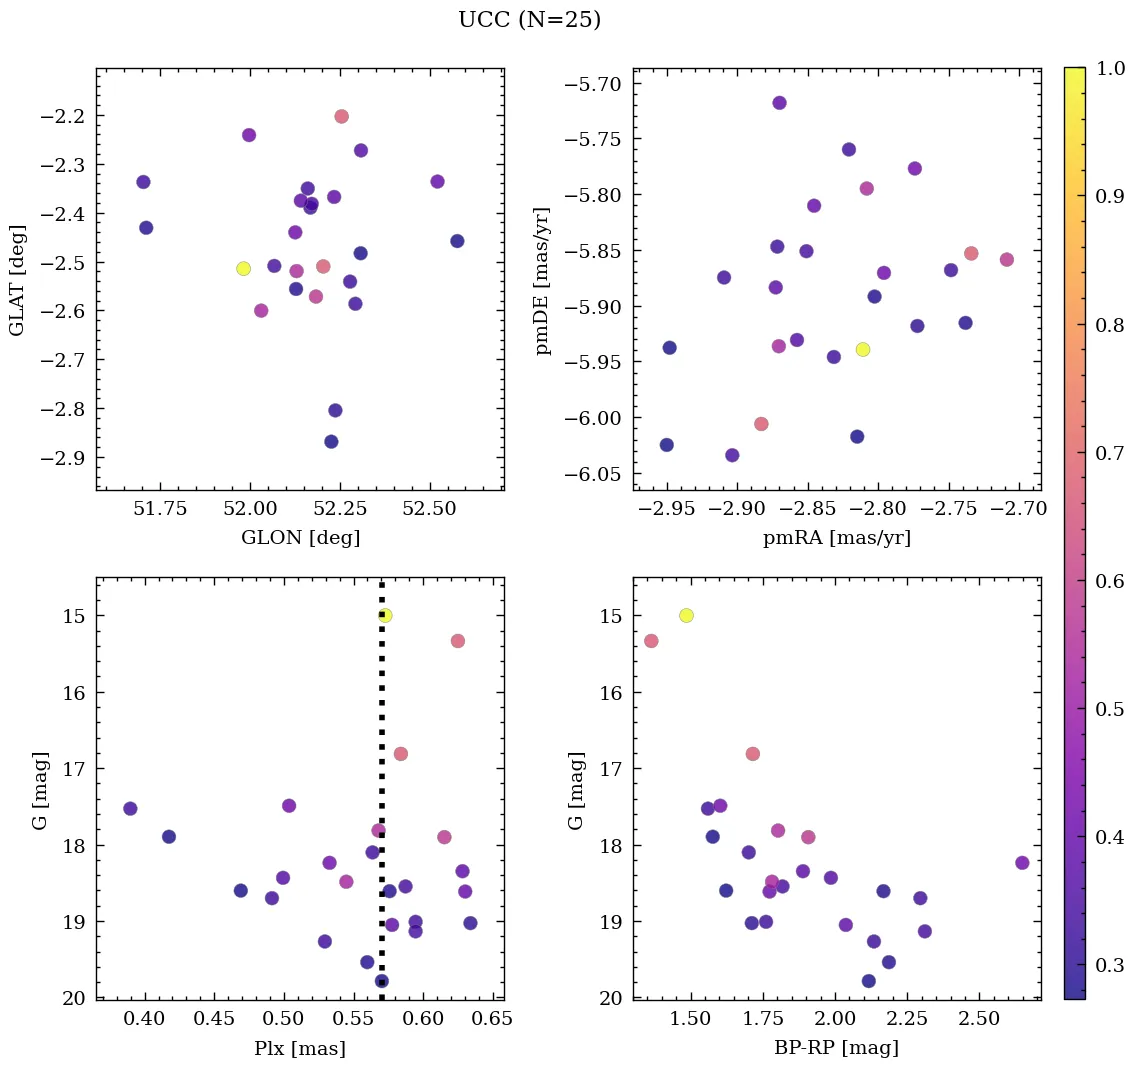 UCC (N=25)
−2.2
−2.3
−2.4
−2.5
−2.6
−2.7
−2.8
−2.9
GLAT [deg]
51.75 52.00 52.25 52.50
GLON [deg]
−5.70
−5.75
−5.80
−5.85
−5.90
−5.95
−6.00
−6.05
pmDE [mas/yr]
−2.95 −2.90 −2.85 −2.80 −2.75 −2.70
pmRA [mas/yr]
15
16
17
18
19
20
G [mag]
0.40 0.45 0.50 0.55 0.60 0.65
Plx [mas]
15
16
17
18
19
20
G [mag]
1.50 1.75 2.00 2.25 2.50
BP-RP [mag]
1.0
0.9
0.8
0.7
0.6
0.5
0.4
0.3